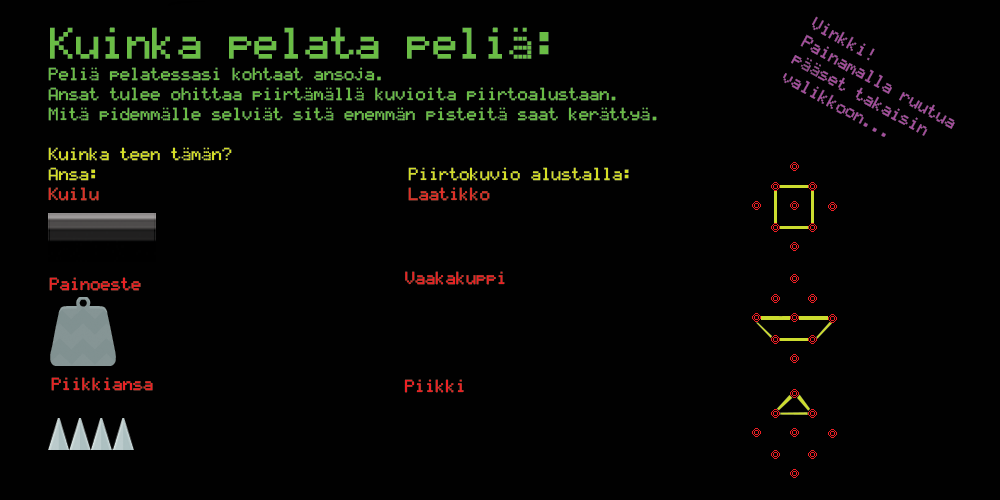 Kuinka pelata peliä:
Peliä pelatessasi kohtaat ansoja.
Ansat tulee ohittaa piirtämällä kuvioita piirtoalustaan.
Mitä pidemmälle selviät sitä enemmän pisteitä saat kerättyä.
Vinkki!
Painamalla ruutua
pääset takaisin
valikkoon...
Kuinka teen tämän?
Ansa:
Piirtokuvio alustalla:
Kuilu
Laatikko
Painoeste
Vaakakuppi
Piikkiansa
Piikki